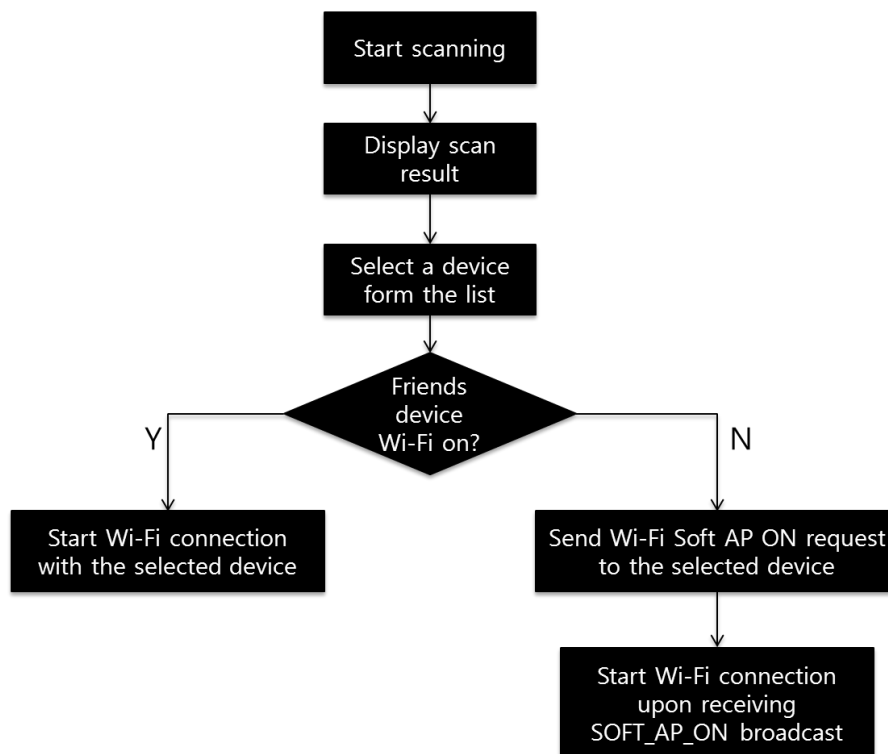 Start scanning
Display scan
result
Select a device
form the list
Friends
device
Wi-Fi on?
Y
N
Start Wi-Fi connection
with the selected device
Send Wi-Fi Soft AP ON request
to the selected device
Start Wi-Fi connection
upon receiving
SOFT_AP_ON broadcast